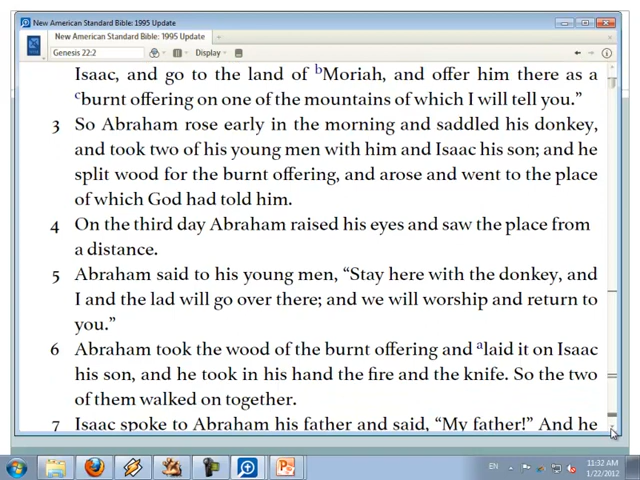 New American Standard Bible: 1995 Update
New American Standard Bible: 1995 Update
Genesis 22:2
Display
Isaac, and go to the land of bMoriah, and offer him there as a
cburnt offering on one of the mountains of which I will tell you.”
3 So Abraham rose early in the morning and saddled his donkey,
and took two of his young men with him and Isaac his son; and he
split wood for the burnt offering, and arose and went to the place
of which God had told him.
4 On the third day Abraham raised his eyes and saw the place from
a distance.
5 Abraham said to his young men, “Stay here with the donkey, and
I and the lad will go over there; and we will worship and return to
you.”
6 Abraham took the wood of the burnt offering and alaid it on Isaac
his son, and he took in his hand the fire and the knife. So the two
of them walked on together.
7 Isaac spoke to Abraham his father and said, “My father!” And he
EN
11:32 AM
1/22/2012